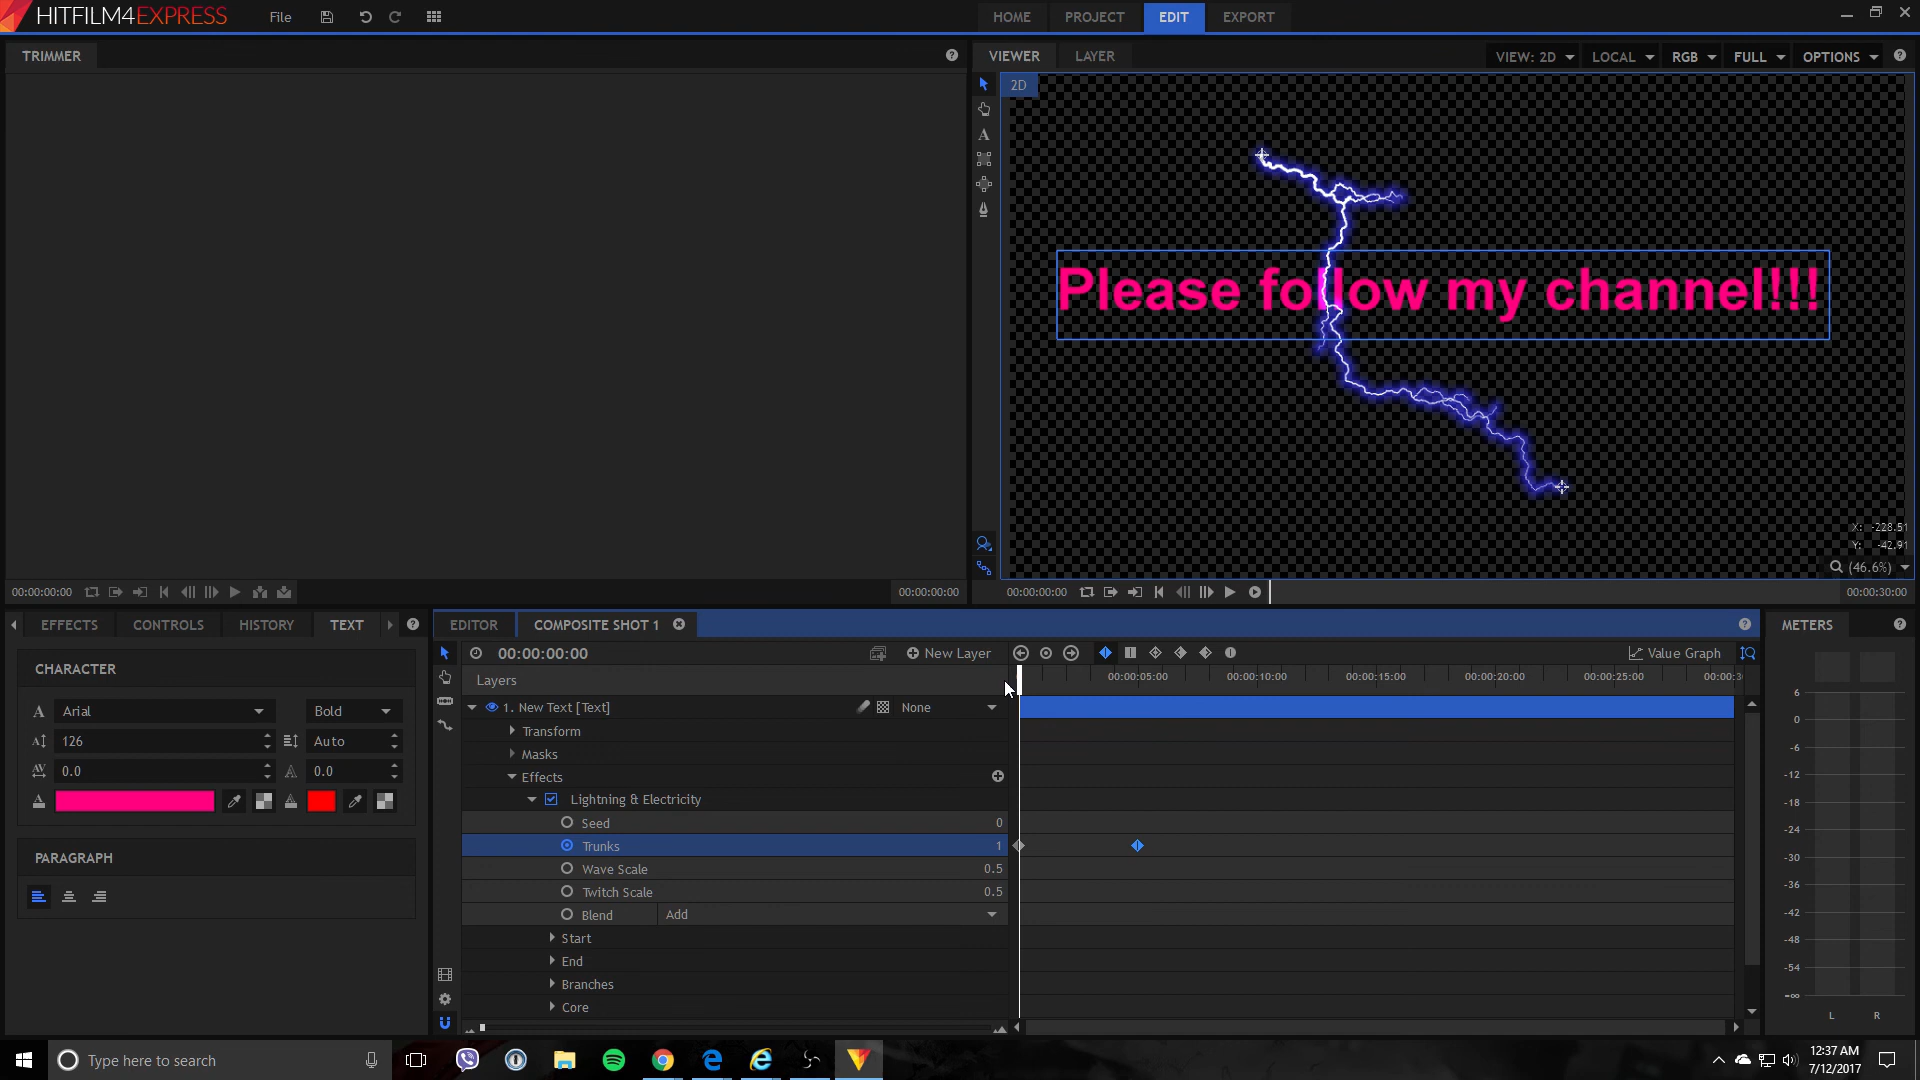 HITFILM4EXPRESS
File
HOME
PROJECT
EDIT
EXPORT
TRIMMER
VIEWER
LAYER
VIEW: 2D
LOCAL
RGB
FULL
OPTIONS
2D
Please follow my channel!!!
X: -228.51
Y: -42.91
(46.6%)
00:00:00:00
00:00:00:00
00:00:00:00
00:00:30:00
EFFECTS
CONTROLS
HISTORY
TEXT
CHARACTER
Arial
Bold
126
Auto
0.0
0.0
PARAGRAPH
EDITOR
COMPOSITE SHOT 1
00:00:00:00
New Layer
Value Graph
Layers
00:00:05:00
00:00:10:00
00:00:15:00
00:00:20:00
00:00:25:00
00:00:3
1. New Text [Text]
None
Transform
Masks
Effects
Lightning & Electricity
Seed 0
Trunks 1
Wave Scale 0.5
Twitch Scale 0.5
Blend Add
Start
End
Branches
Core
METERS
6
0
-6
-12
-18
-24
-30
-36
-42
-48
-54
-∞
L R
Type here to search
12:37 AM
7/12/2017